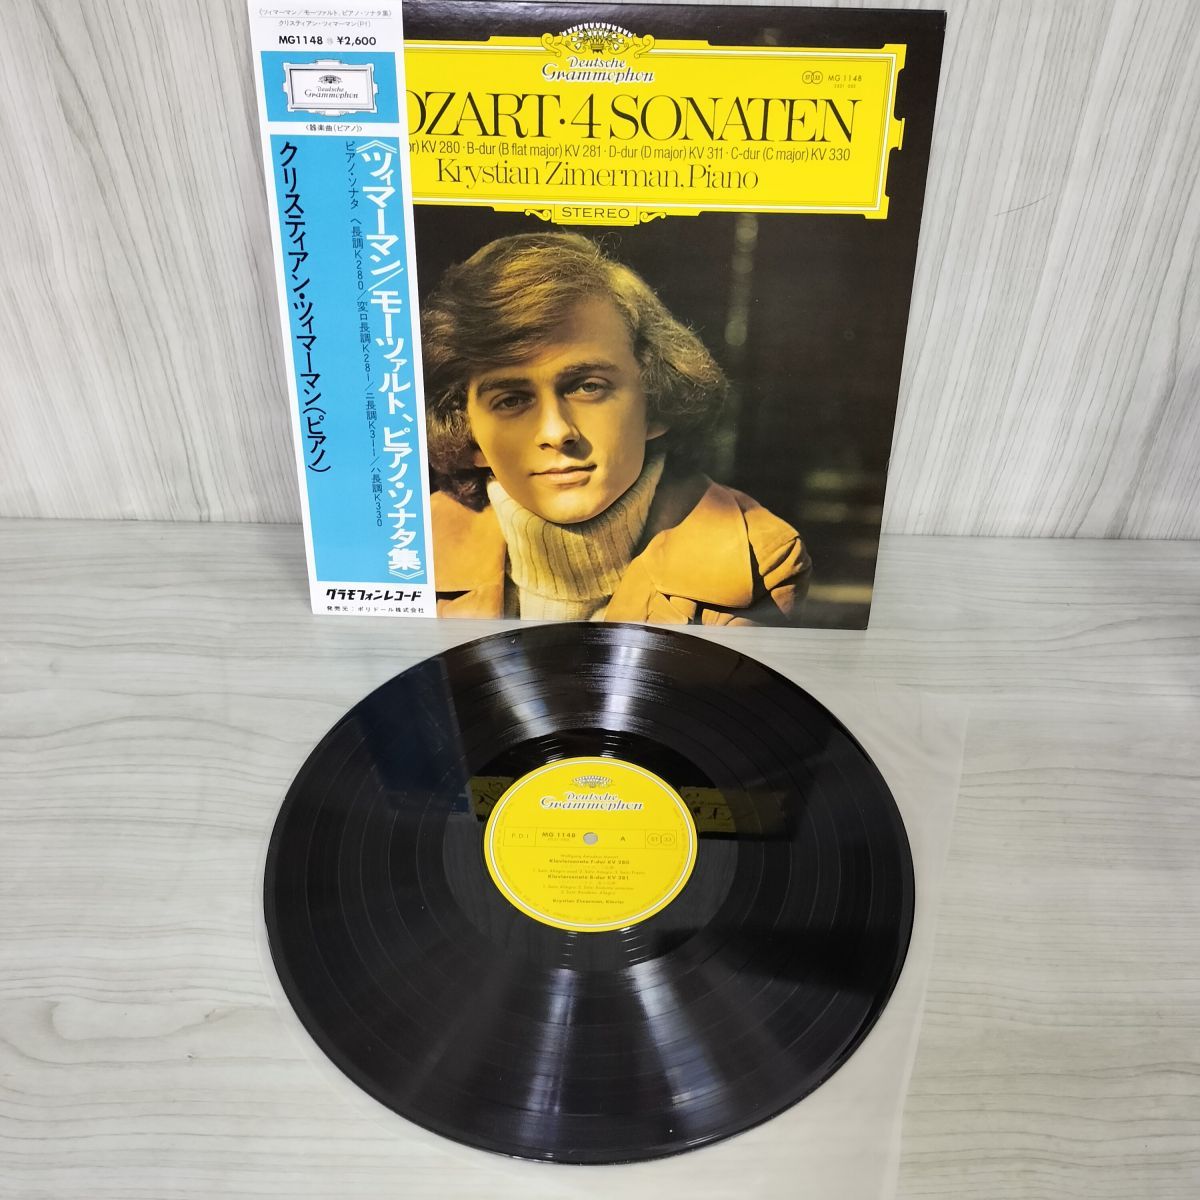 《ツィマーマン/モーツァルト、ピアノ・ソナタ集》
クリスティアン・ツィマーマン(Pf)
MG1148 ¥2,600
Deutsche
Grammophon
《器楽曲(ピアノ)》
《ツィマーマン/モーツァルト、ピアノ・ソナタ集》
ピアノ・ソナタ ヘ長調K280/変ロ長調K281/ニ長調K311/ハ長調K330
クリスティアン・ツィマーマン(ピアノ)
グラモフォンレコード
発売元:ポリドール株式会社
Deutsche
Grammophon
ST 33 MG 1148
OZART·4 SONATEN
or) KV 280 · B-dur (B flat major) KV 281 · D-dur (D major) KV 311 · C-dur (C major) KV 330
Krystian Zimerman, Piano
STEREO
Deutsche
Grammophon
MG 1148 A ST 33
Wolfgang Amadeus Mozart
Klaviersonate F-dur KV 280
Klaviersonate B-dur KV 281
Krystian Zimerman, Klavier